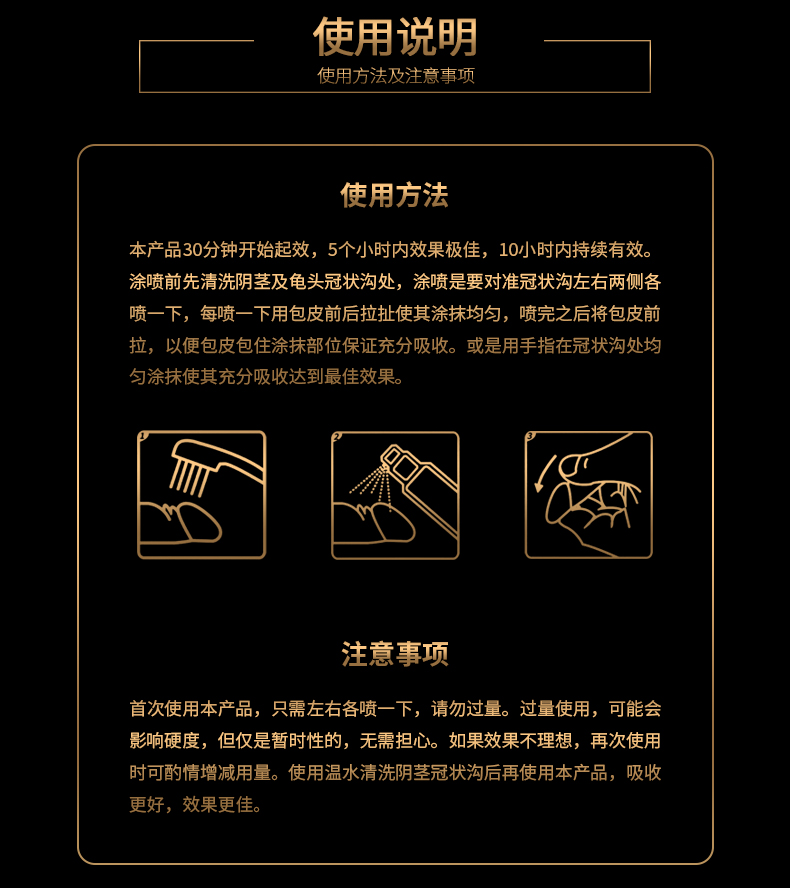 使用说明
使用方法及注意事项
使用方法
本产品30分钟开始起效，5个小时内效果极佳，10小时内持续有效。
涂喷前先清洗阴茎及龟头冠状沟处，涂喷是要对准冠状沟左右两侧各
喷一下，每喷一下用包皮前后拉扯使其涂抹均匀，喷完之后将包皮前
拉，以便包皮包住涂抹部位保证充分吸收。或是用手指在冠状沟处均
匀涂抹使其充分吸收达到最佳效果。
1
2
3
注意事项
首次使用本产品，只需左右各喷一下，请勿过量。过量使用，可能会
影响硬度，但仅是暂时性的，无需担心。如果效果不理想，再次使用
时可酌情增减用量。使用温水清洗阴茎冠状沟后再使用本产品，吸收
更好，效果更佳。